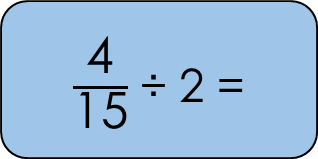 4/15 ÷ 2 =